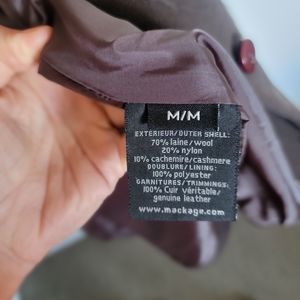 M/M
EXTERIEUR/OUTER SHELL:
70% laine/wool
20% nylon
10% cachemire/cashmere
DOUBLURE/LINING:
100% polyester
GARNITURES/TRIMMINGS:
100% Cuir véritable/
genuine leather
www.mackage.com